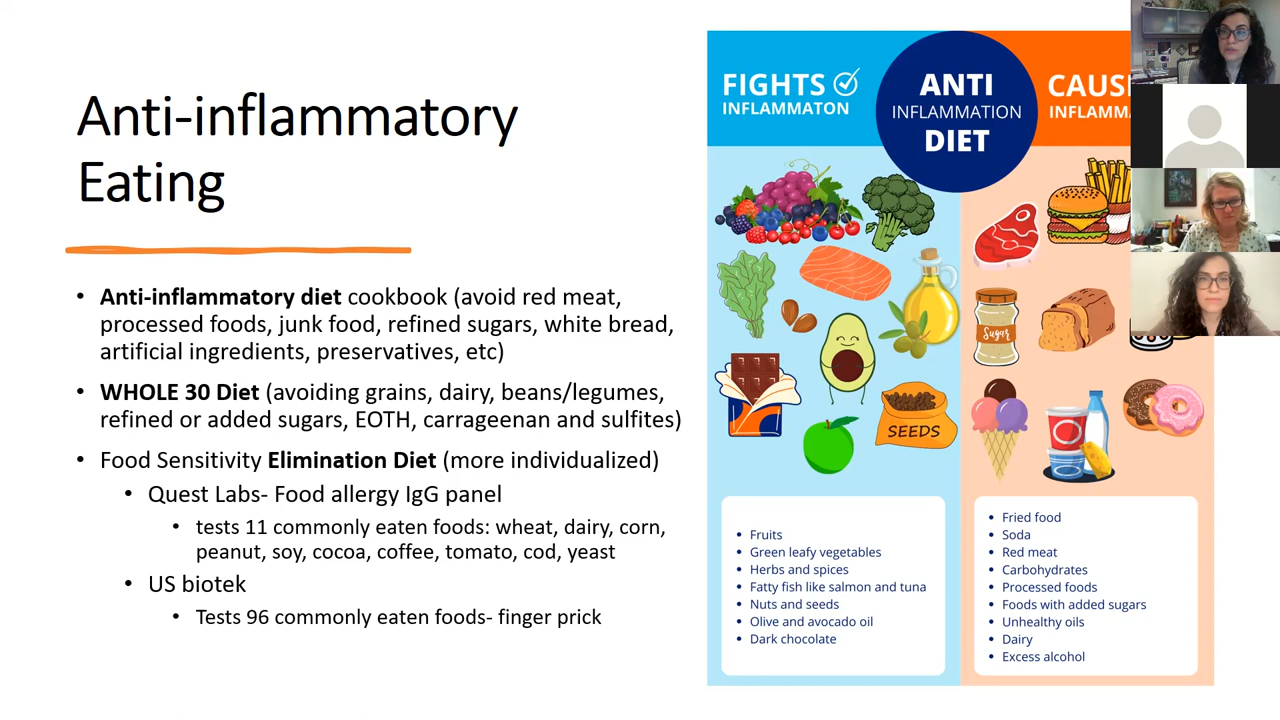 Anti-inflammatory
Eating
• Anti-inflammatory diet cookbook (avoid red meat,
processed foods, junk food, refined sugars, white bread,
artificial ingredients, preservatives, etc)
• WHOLE 30 Diet (avoiding grains, dairy, beans/legumes,
refined or added sugars, EOTH, carrageenan and sulfites)
• Food Sensitivity Elimination Diet (more individualized)
• Quest Labs- Food allergy IgG panel
• tests 11 commonly eaten foods: wheat, dairy, corn,
peanut, soy, cocoa, coffee, tomato, cod, yeast
• US biotek
• Tests 96 commonly eaten foods- finger prick
FIGHTS
INFLAMMATON
ANTI
INFLAMMATION
DIET
CAUSE
INFLAMM
Sugar
SEEDS
• Fruits
• Green leafy vegetables
• Herbs and spices
• Fatty fish like salmon and tuna
• Nuts and seeds
• Olive and avocado oil
• Dark chocolate
• Fried food
• Soda
• Red meat
• Carbohydrates
• Processed foods
• Foods with added sugars
• Unhealthy oils
• Dairy
• Excess alcohol